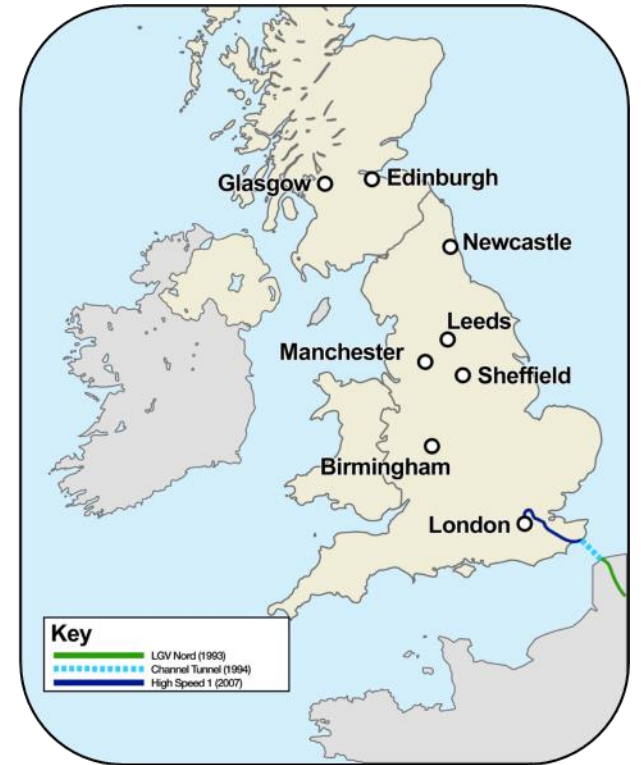 Glasgow
Edinburgh
Newcastle
Leeds
Manchester
Sheffield
Birmingham
London
Key
LGV Nord (1993)
Channel Tunnel (1994)
High Speed 1 (2007)